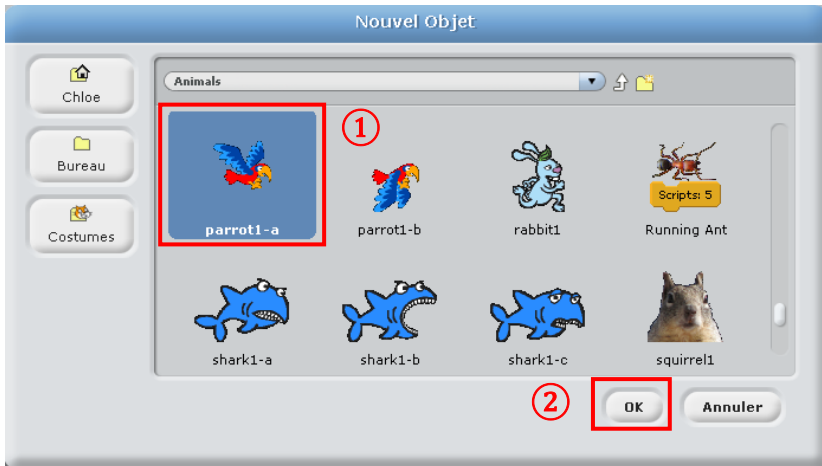 Nouvel Objet
Chloe
Bureau
Costumes
Animals
①
parrot1-a
parrot1-b
rabbit1
Scripts: 5
Running Ant
shark1-a
shark1-b
shark1-c
squirrel1
②
OK
Annuler